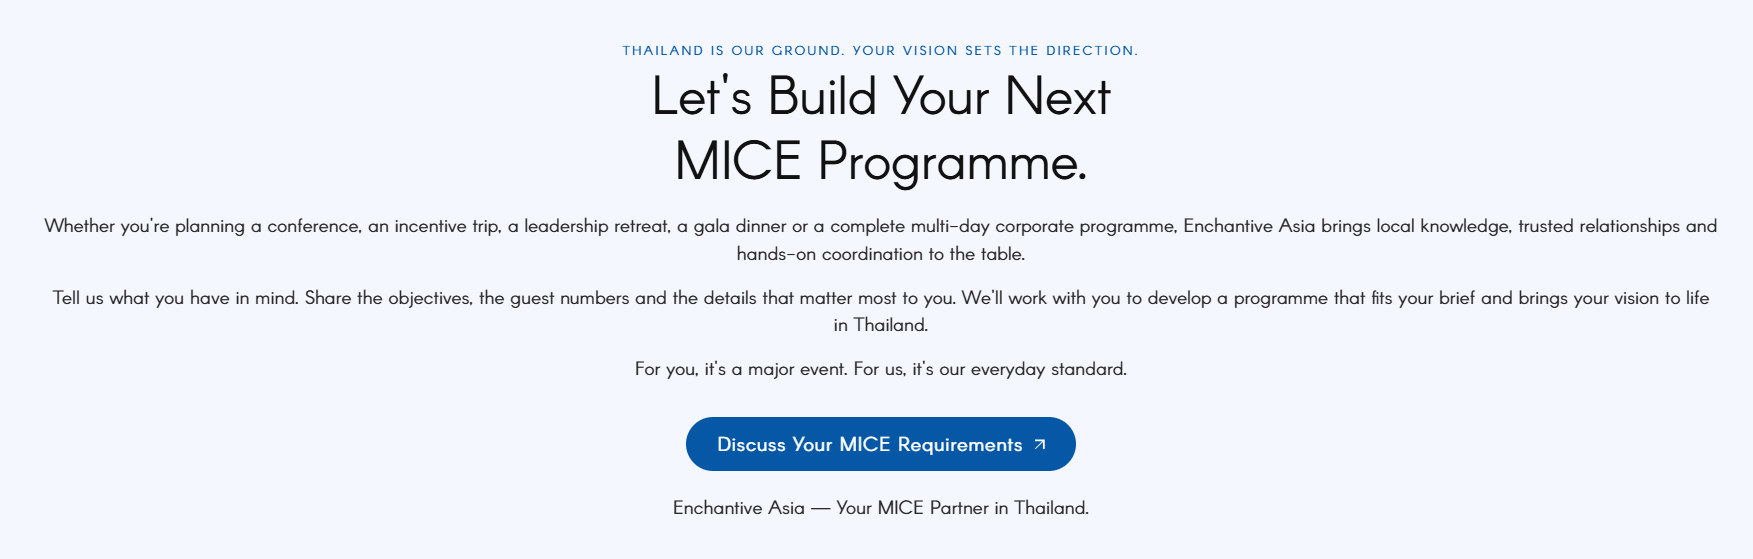 THAILAND IS OUR GROUND. YOUR VISION SETS THE DIRECTION.
Let's Build Your Next
MICE Programme.
Whether you're planning a conference, an incentive trip, a leadership retreat, a gala dinner or a complete multi-day corporate programme, Enchantive Asia brings local knowledge, trusted relationships and
hands-on coordination to the table.
Tell us what you have in mind. Share the objectives, the guest numbers and the details that matter most to you. We'll work with you to develop a programme that fits your brief and brings your vision to life
in Thailand.
For you, it's a major event. For us, it's our everyday standard.
Discuss Your MICE Requirements
Enchantive Asia — Your MICE Partner in Thailand.